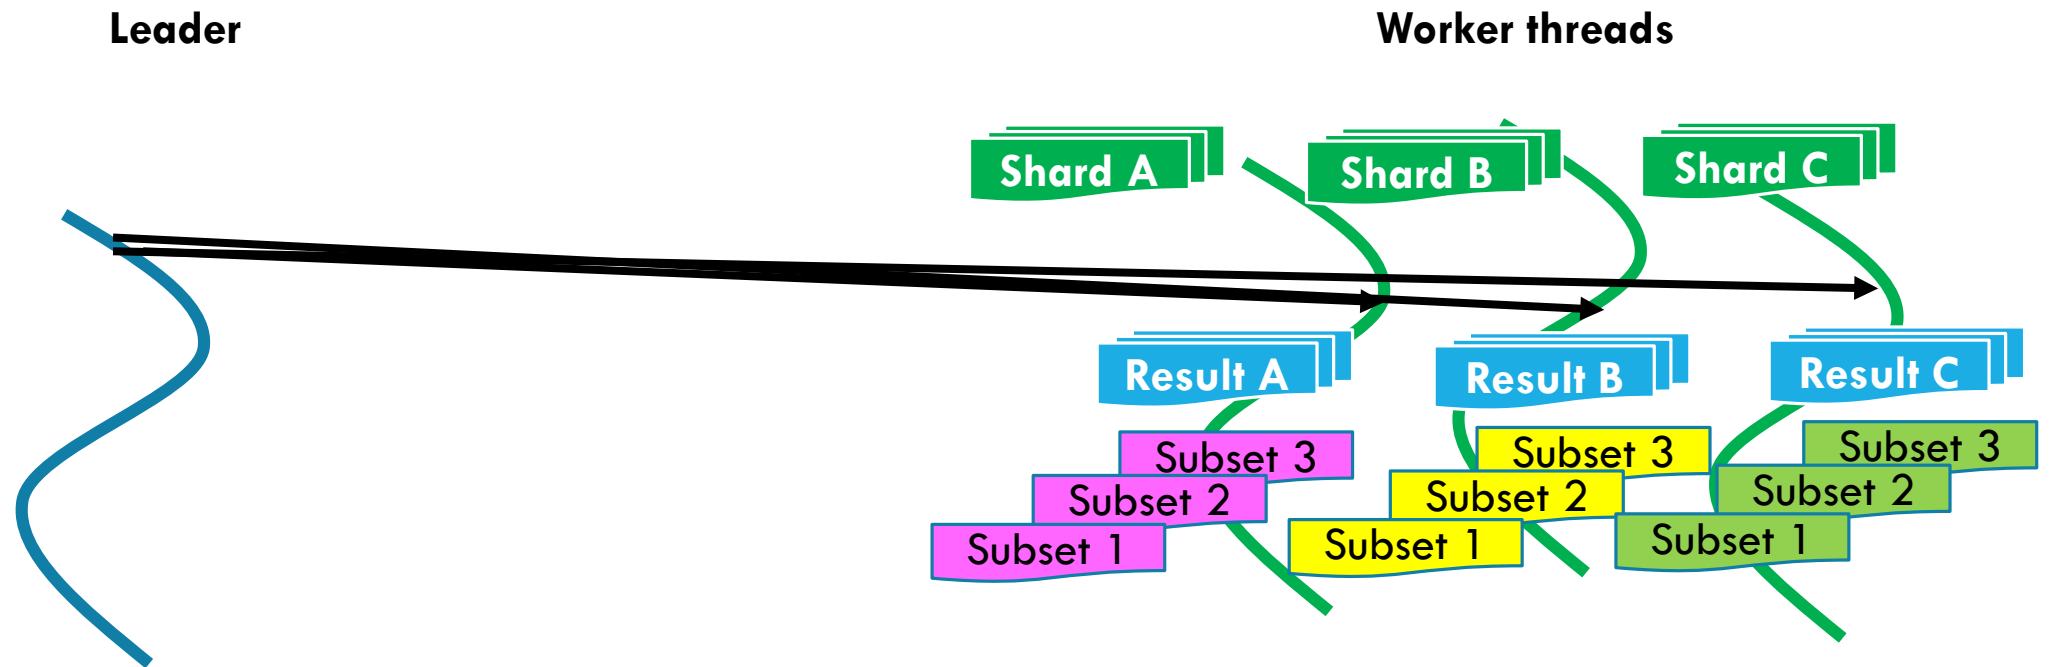 Leader
Worker threads
Shard A
Shard B
Shard C
Result A
Result B
Result C
Subset 3
Subset 2
Subset 1
Subset 3
Subset 2
Subset 1
Subset 3
Subset 2
Subset 1